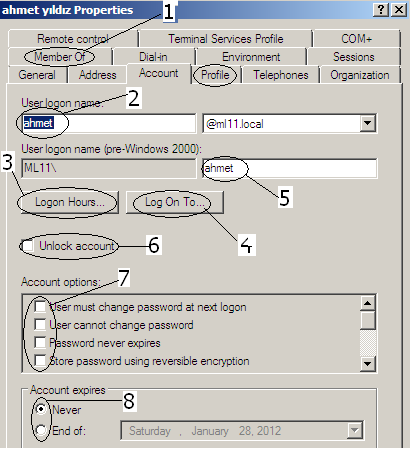 ahmet yıldız Properties
1
Remote control Terminal Services Profile COM+
Member Of Dial-in Environment Sessions
General Address Account Profile Telephones Organization
User logon name: 2
ahmet @ml11.local
User logon name (pre-Windows 2000):
3 ML11\ ahmet
5
Logon Hours... Log On To...
4
Unlock account 6
7
Account options:
User must change password at next logon
User cannot change password
Password never expires
Store password using reversible encryption
Account expires 8
Never
End of: Saturday , January 28, 2012